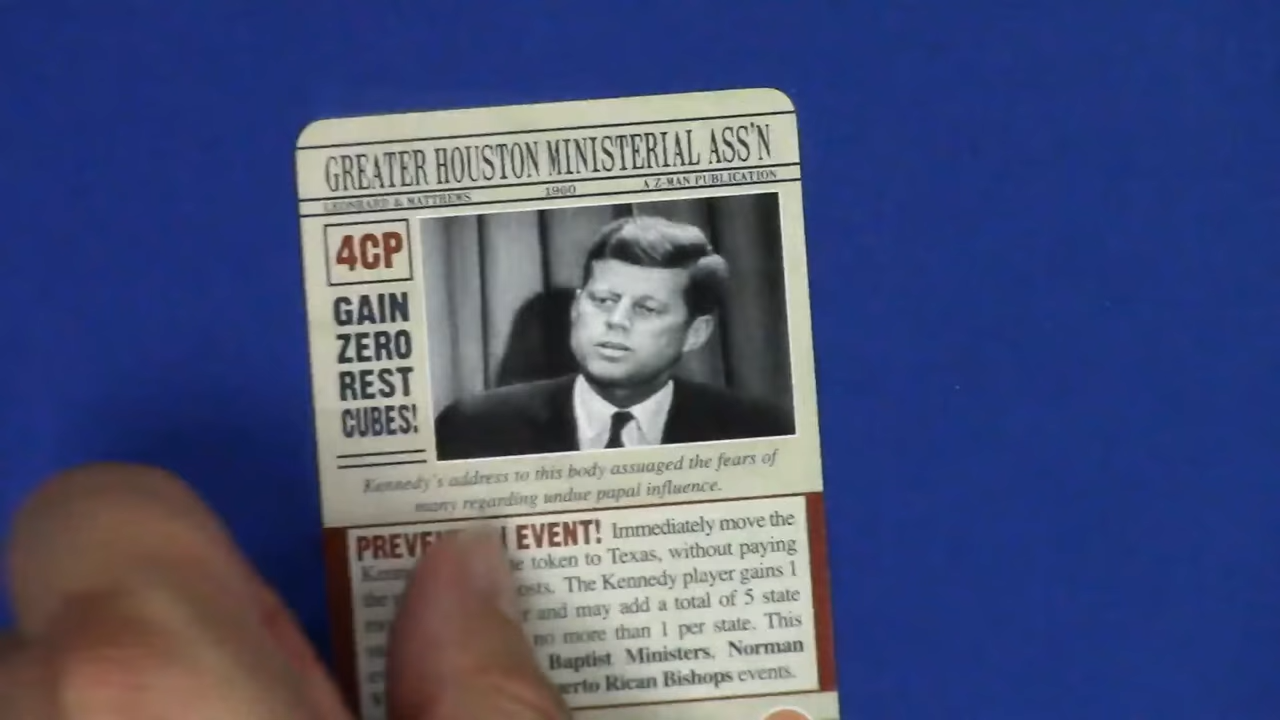 GREATER HOUSTON MINISTERIAL ASS'N
LEONHARD & MATTHEWS 1960 A Z-MAN PUBLICATION
4CP
GAIN
ZERO
REST
CUBES!
Kennedy's address to this body assuaged the fears of
many regarding undue papal influence.
EVENT! Immediately move the
token to Texas, without paying
The Kennedy player gains 1
and may add a total of 5 state
no more than 1 per state. This
Baptist Ministers, Norman
Rican Bishops events.